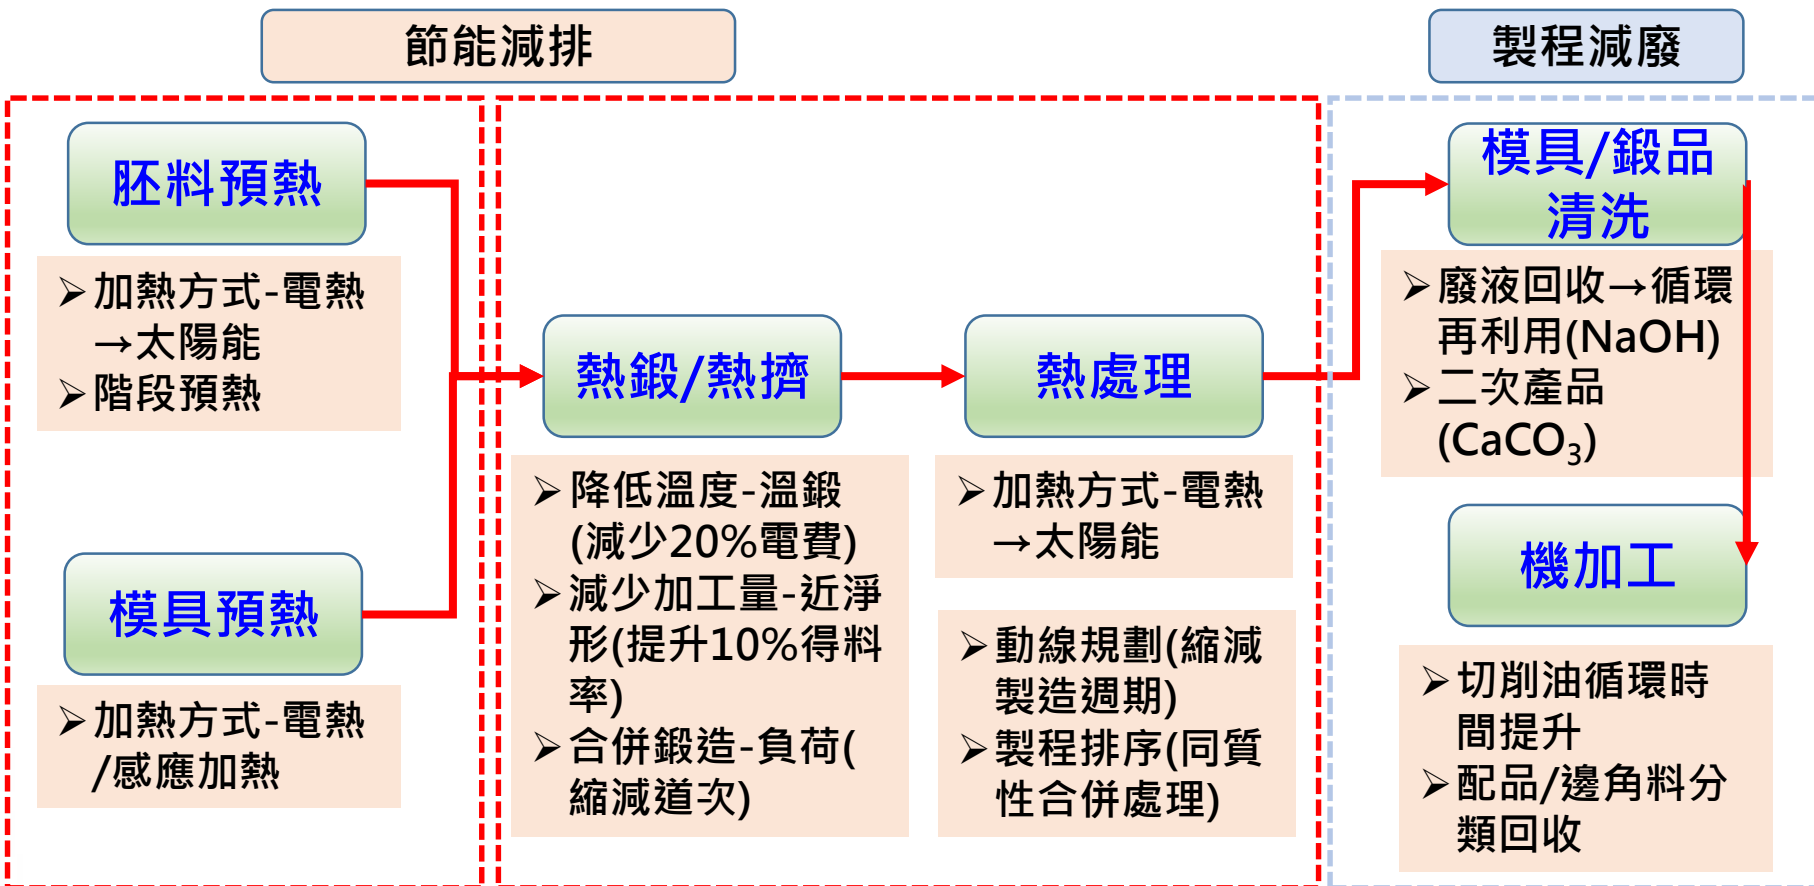 節能減排
製程減廢
胚料預熱
➢加熱方式-電熱
→太陽能
➢階段預熱
模具預熱
➢加熱方式-電熱
/感應加熱
熱鍛/熱擠
➢降低溫度-溫鍛
(減少20%電費)
➢減少加工量-近淨
形(提升10%得料
率)
➢合併鍛造-負荷(
縮減道次)
熱處理
➢加熱方式-電熱
→太陽能
➢動線規劃(縮減
製造週期)
➢製程排序(同質
性合併處理)
模具/鍛品
清洗
➢廢液回收→循環
再利用(NaOH)
➢二次產品
(CaCO₃)
機加工
➢切削油循環時
間提升
➢配品/邊角料分
類回收